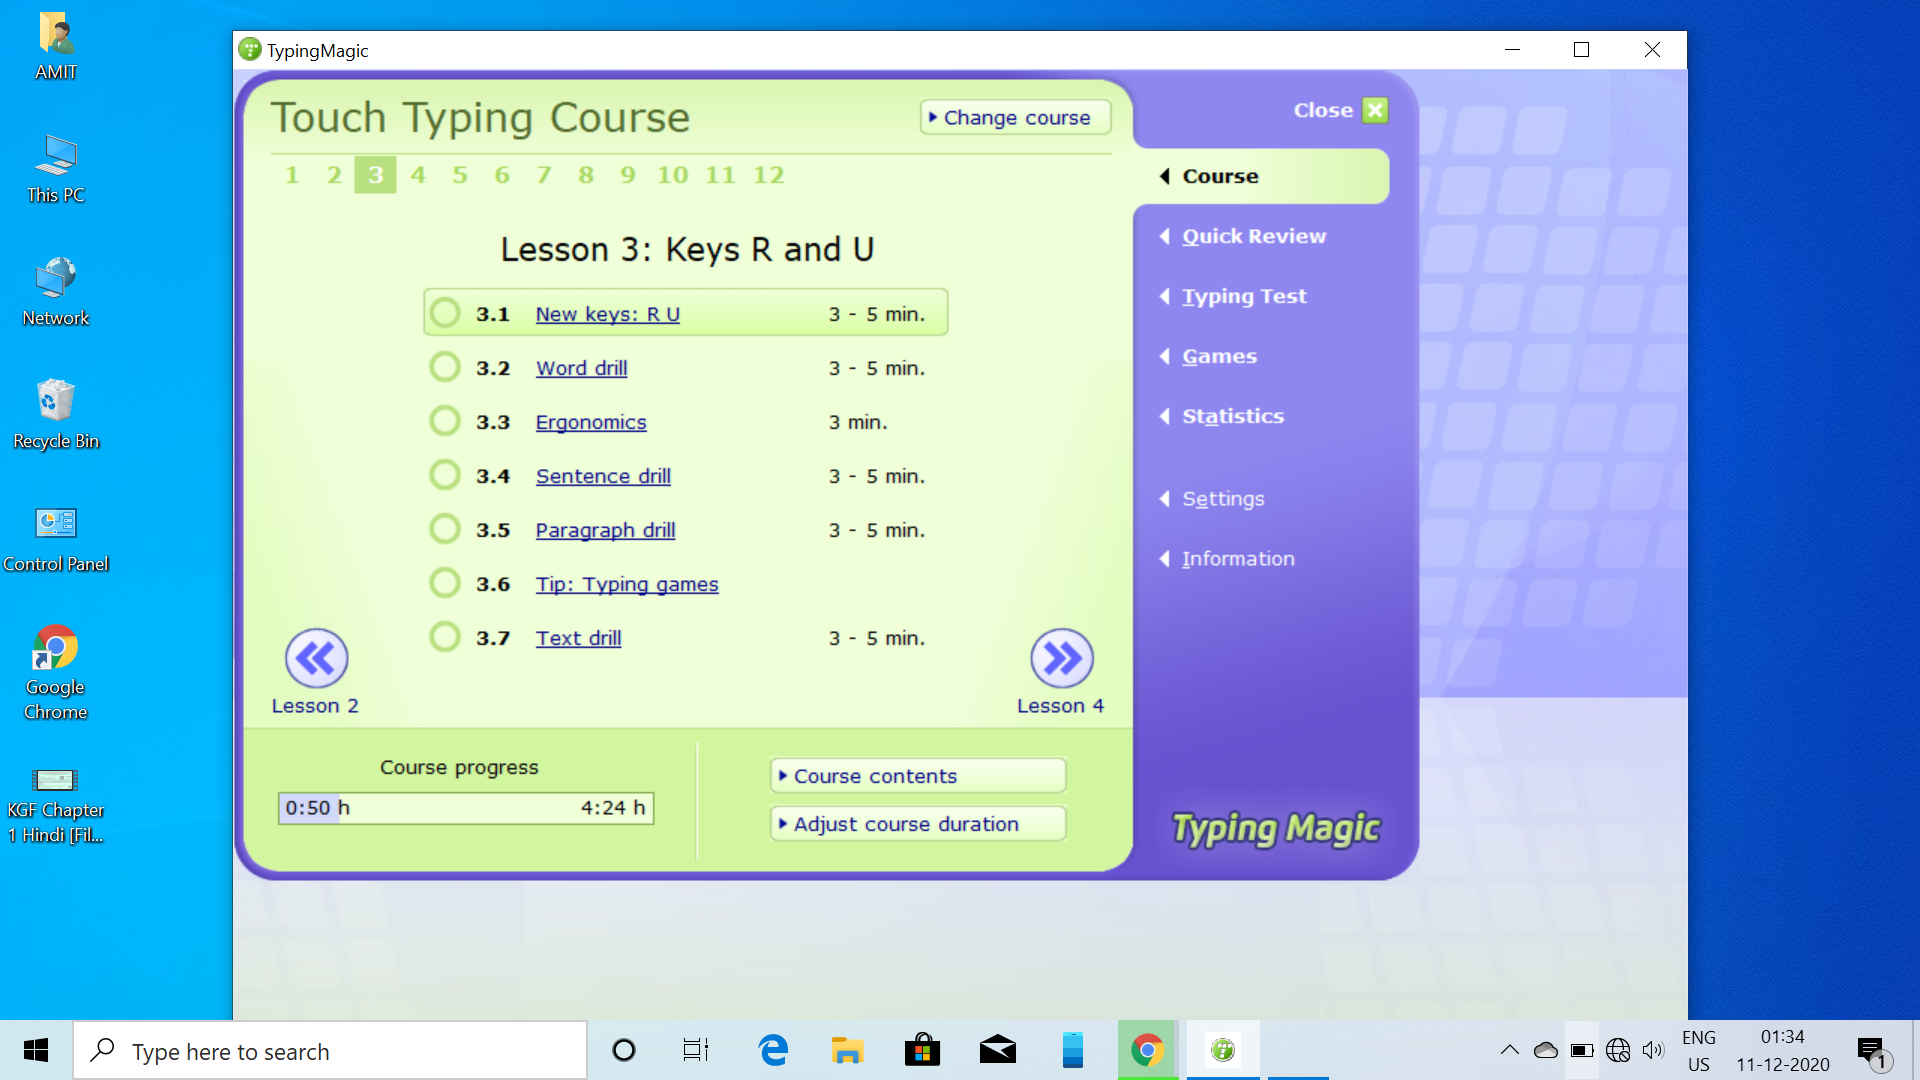 AMIT
This PC
Network
Recycle Bin
Control Panel
Google
Chrome
KGF Chapter
1 Hindi [Fil...
TypingMagic
Touch Typing Course
Change course
1 2 3 4 5 6 7 8 9 10 11 12
Lesson 3: Keys R and U
3.1 New keys: R U 3 - 5 min.
3.2 Word drill 3 - 5 min.
3.3 Ergonomics 3 min.
3.4 Sentence drill 3 - 5 min.
3.5 Paragraph drill 3 - 5 min.
3.6 Tip: Typing games
3.7 Text drill 3 - 5 min.
Lesson 2
Lesson 4
Course progress
0:50 h 4:24 h
Course contents
Adjust course duration
Close
Course
Quick Review
Typing Test
Games
Statistics
Settings
Information
Typing Magic
Type here to search
ENG
US
01:34
11-12-2020
1